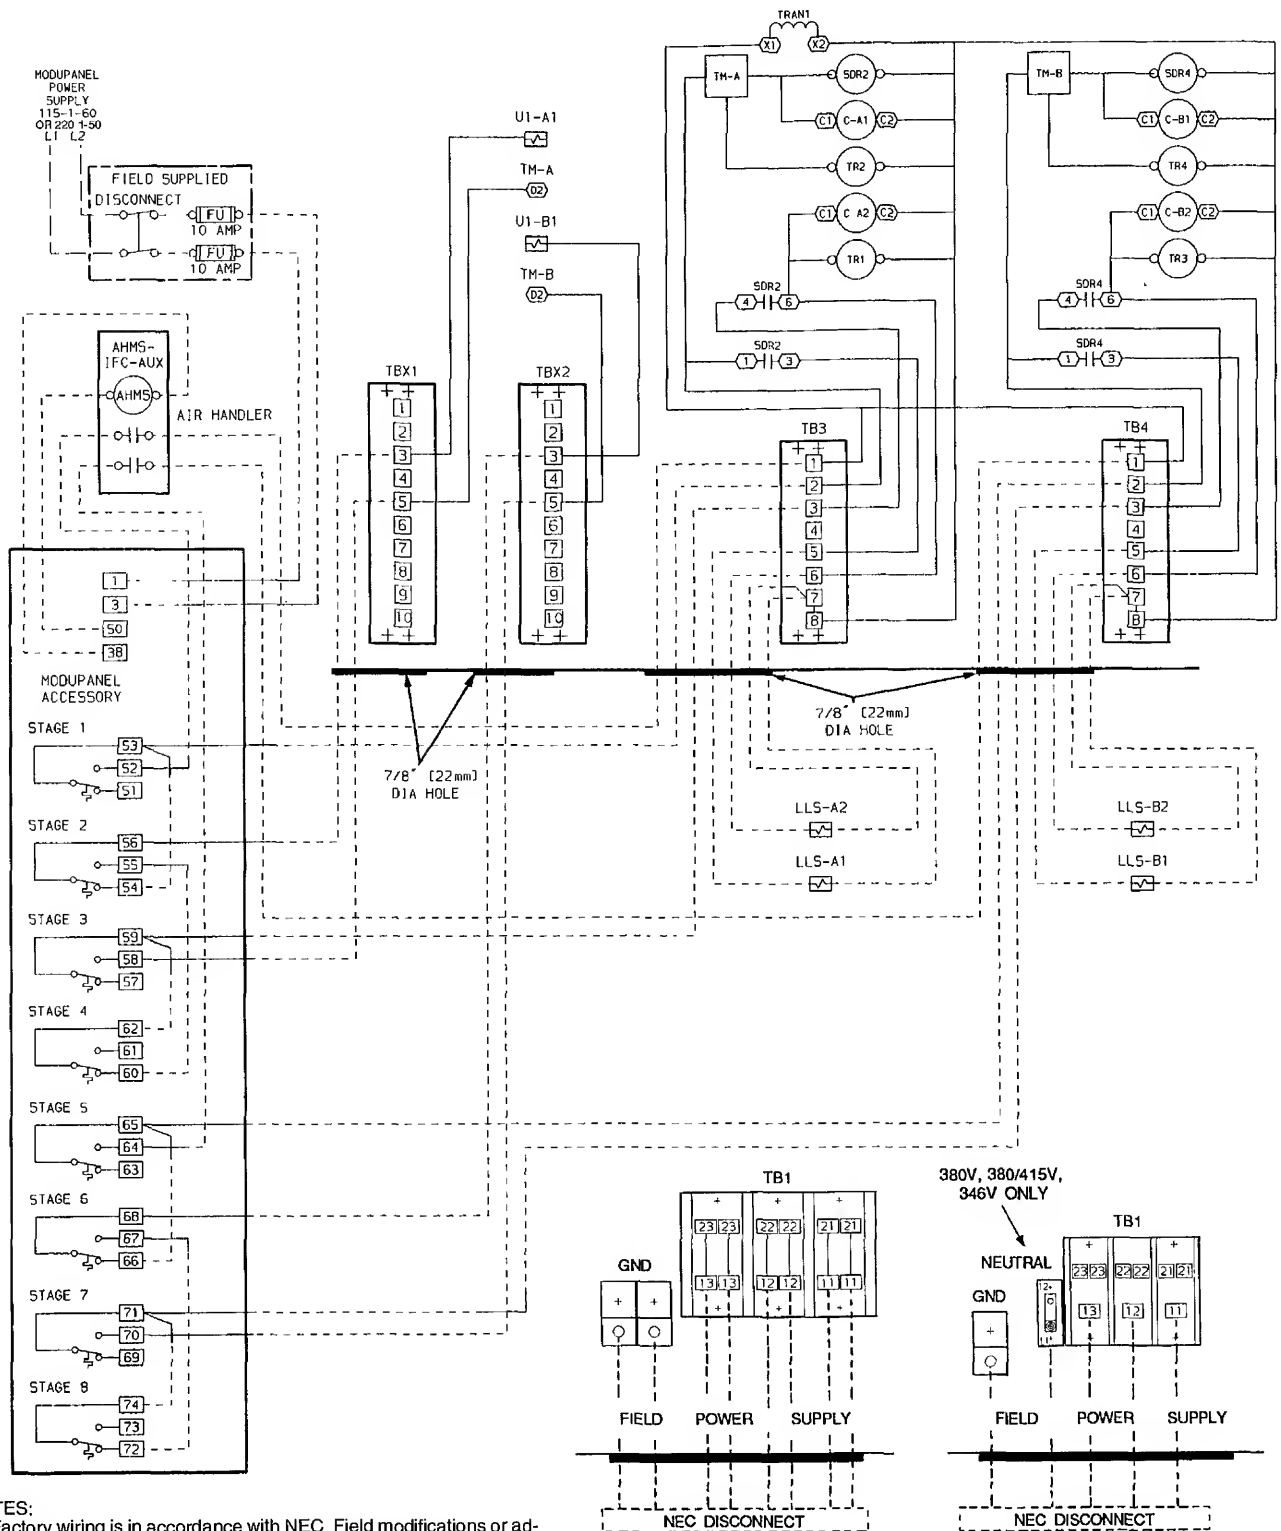 TRAN1
X1
X2
MODUPANEL
POWER
SUPPLY
115-1-60
OR 220 1-50
L1 L2
FIELD SUPPLIED
DISCONNECT
FU
10 AMP
FU
10 AMP
U1-A1
TM-A
D2
U1-B1
TM-B
D2
TM-A
SDR2
C1
C-A1
C2
TR2
C1
C A2
C2
TR1
SDR2
4
6
SDR2
1
3
TM-B
SDR4
C1
C-B1
C2
TR4
C1
C-B2
C2
TR3
SDR4
4
6
SDR4
1
3
AHMS-
IFC-AUX
AHMS
AIR HANDLER
TBX1
+ +
1
2
3
4
5
6
7
8
9
10
+ +
TBX2
+ +
1
2
3
4
5
6
7
8
9
10
+ +
TB3
+ +
1
2
3
4
5
6
7
8
+ +
TB4
+ +
1
2
3
4
5
6
7
8
+ +
1
3
50
38
MODUPANEL
ACCESSORY
7/8" [22mm]
DIA HOLE
7/8" [22mm]
DIA HOLE
STAGE 1
53
52
51
STAGE 2
56
55
54
STAGE 3
59
58
57
STAGE 4
62
61
60
STAGE 5
65
64
63
STAGE 6
68
67
66
STAGE 7
71
70
69
STAGE 8
74
73
72
LLS-A2
LLS-A1
LLS-B2
LLS-B1
TB1
+ + +
23 23 22 22 21 21
13 13 12 12 11 11
+ + +
GND
+ +
FIELD POWER SUPPLY
NEC DISCONNECT
380V, 380/415V,
346V ONLY
NEUTRAL
TB1
GND
+
+ + +
23 23 22 22 21 21
13 12 11
+ + +
FIELD POWER SUPPLY
NEC DISCONNECT
TES:
actory wiring is in accordance with NEC Field modifications or ad-